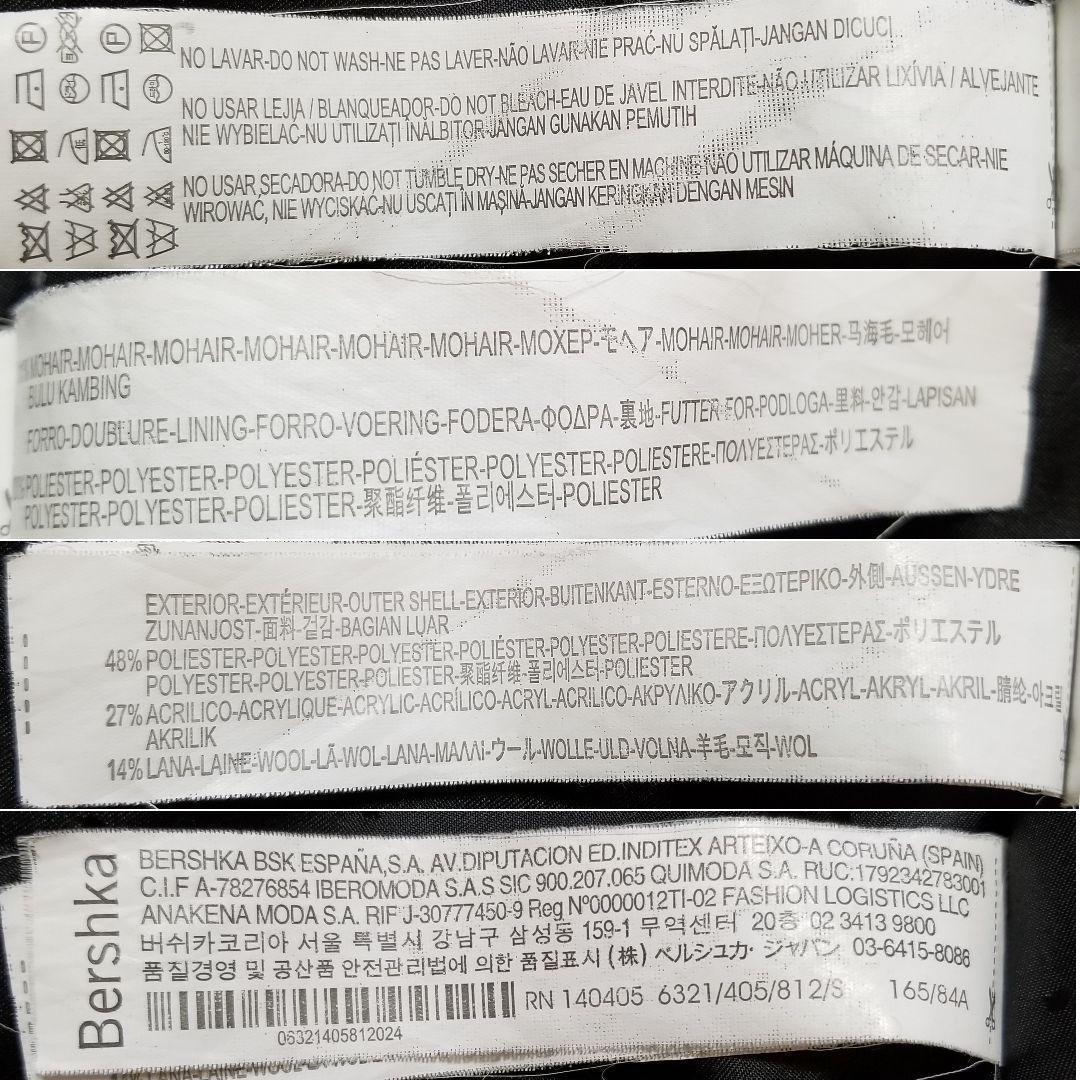 NO LAVAR-DO NOT WASH-NE PAS LAVER-NÃO LAVAR-NIE PRAĆ-NU SPĂLAȚI-JANGAN DICUCI
NO USAR LEJIA / BLANQUEADOR-DO NOT BLEACH-EAU DE JAVEL INTERDITE-NÃO UTILIZAR LIXÍVIA / ALVEJANTE
NIE WYBIELAĆ-NU UTILIZAȚI ÎNĂLBITOR-JANGAN GUNAKAN PEMUTIH
NO USAR SECADORA-DO NOT TUMBLE DRY-NE PAS SECHER EN MACHINE-NÃO UTILIZAR MÁQUINA DE SECAR-NIE
WIROWAĆ, NIE WYCISKAĆ-NU USCAȚI ÎN MAȘINĂ-JANGAN KERINGKAN DENGAN MESIN
MOHAIR-MOHAIR-MOHAIR-MOHAIR-MOHAIR-MOHAIR-MOXEP-モヘア-MOHAIR-MOHAIR-MOHER-马海毛-모헤어
BULU KAMBING
FORRO-DOUBLURE-LINING-FORRO-VOERING-FODERA-ΦΟΔΡΑ-裏地-FUTTER-FOR-PODLOGA-里料-안감-LAPISAN
POLIESTER-POLYESTER-POLYESTER-POLIÉSTER-POLYESTER-POLIESTERE-ΠΟΛΥΕΣΤΕΡΑΣ-ポリエステル
POLYESTER-POLYESTER-POLIESTER-聚酯纤维-폴리에스터-POLIESTER
EXTERIOR-EXTÉRIEUR-OUTER SHELL-EXTERIOR-BUITENKANT-ESTERNO-ΕΞΩΤΕΡΙΚΟ-外側-AUSSEN-YDRE
ZUNANJOST-面料-겉감-BAGIAN LUAR
48% POLIESTER-POLYESTER-POLYESTER-POLIÉSTER-POLYESTER-POLIESTERE-ΠΟΛΥΕΣΤΕΡΑΣ-ポリエステル
POLYESTER-POLYESTER-POLIESTER-聚酯纤维-폴리에스터-POLIESTER
27% ACRILICO-ACRYLIQUE-ACRYLIC-ACRÍLICO-ACRYL-ACRILICO-ΑΚΡΥΛΙΚΟ-アクリル-ACRYL-AKRYL-AKRIL-腈纶-아크릴
AKRILIK
14% LANA-LAINE-WOOL-LÃ-WOL-LANA-ΜΑΛΛΙ-ウール-WOLLE-ULD-VOLNA-羊毛-모직-WOL
Bershka
BERSHKA BSK ESPAÑA,S.A. AV.DIPUTACION ED.INDITEX ARTEIXO-A CORUÑA (SPAIN)
C.I.F A-78276854 IBEROMODA S.A.S SIC 900.207.065 QUIMODA S.A. RUC:1792342783001
ANAKENA MODA S.A. RIF J-30777450-9 Reg Nº0000012TI-02 FASHION LOGISTICS LLC
버쉬카코리아 서울 특별시 강남구 삼성동 159-1 무역센터 20층 02 3413 9800
품질경영 및 공산품 안전관리법에 의한 품질표시 (株) ベルシュカ・ジャパン 03-6415-8086
RN 140405 6321/405/812/S 165/84A
06321405812024